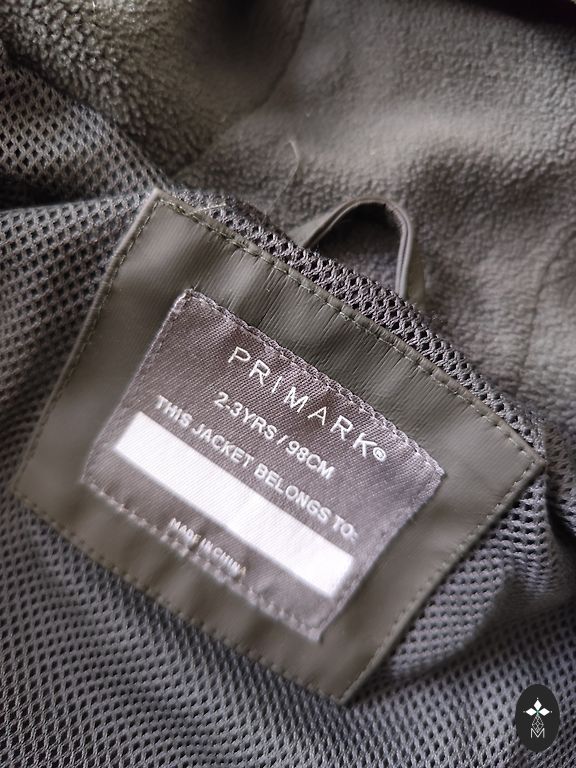 PRIMARK®
2-3YRS / 98CM
THIS JACKET BELONGS TO:
MADE IN CHINA
M